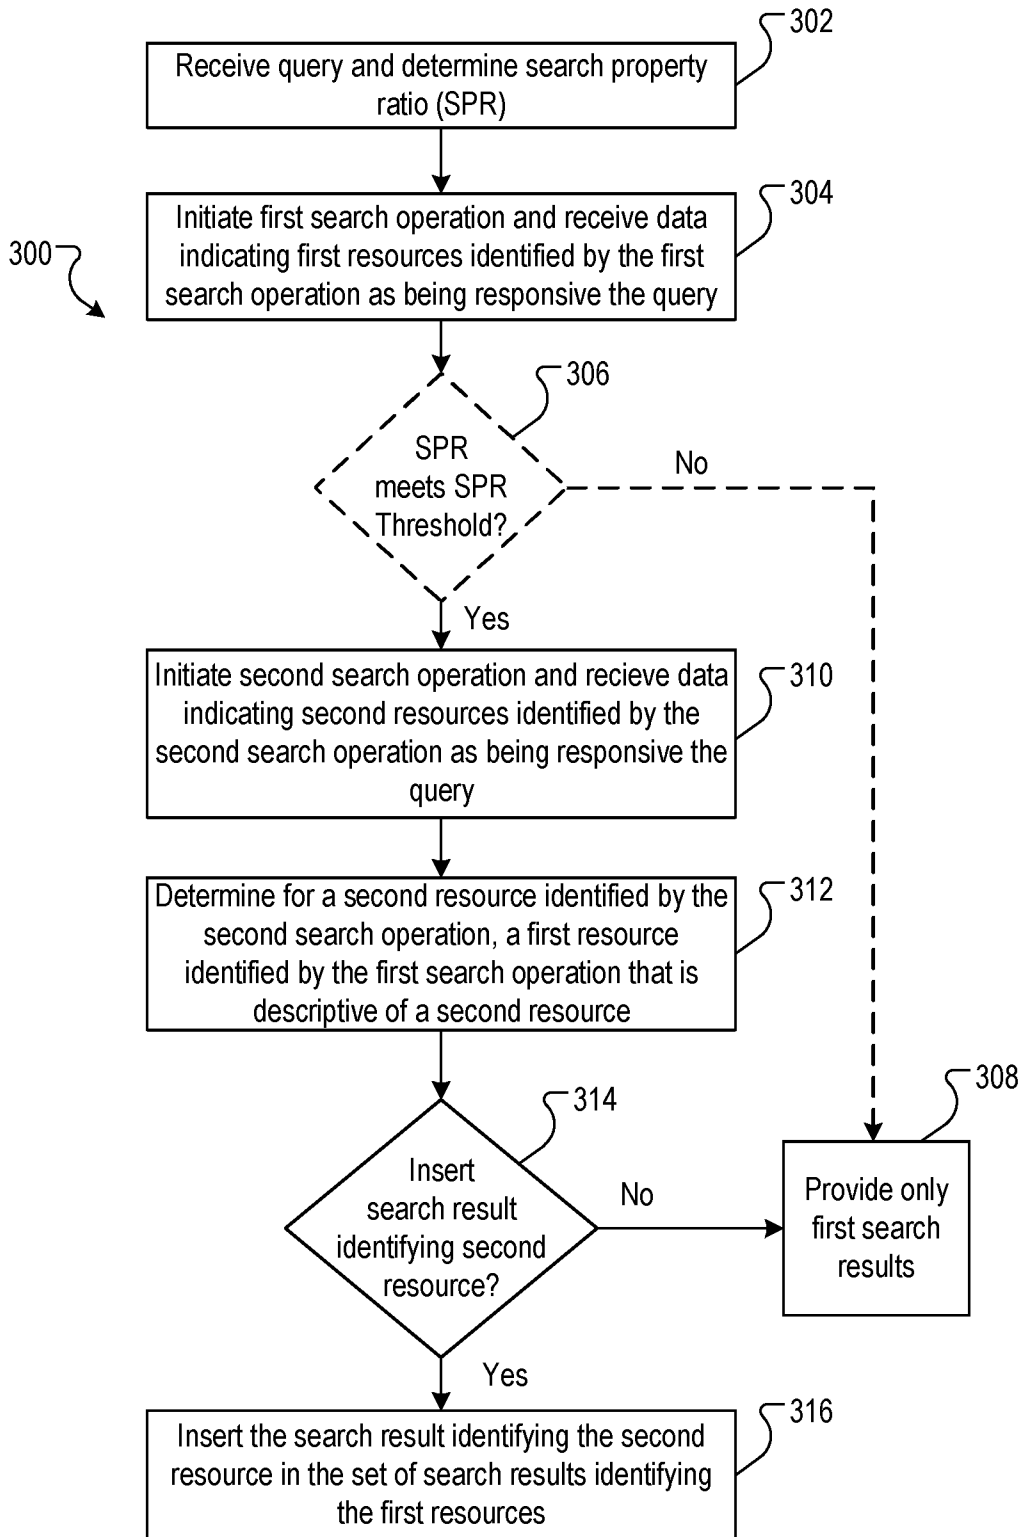 302
Receive query and determine search property
ratio (SPR)
304
Initiate first search operation and receive data
indicating first resources identified by the first
search operation as being responsive the query
300
306
SPR
meets SPR
Threshold?
No
Yes
310
Initiate second search operation and recieve data
indicating second resources identified by the
second search operation as being responsive the
query
312
Determine for a second resource identified by the
second search operation, a first resource
identified by the first search operation that is
descriptive of a second resource
314
Insert
search result
identifying second
resource?
No
308
Provide only
first search
results
Yes
316
Insert the search result identifying the second
resource in the set of search results identifying
the first resources